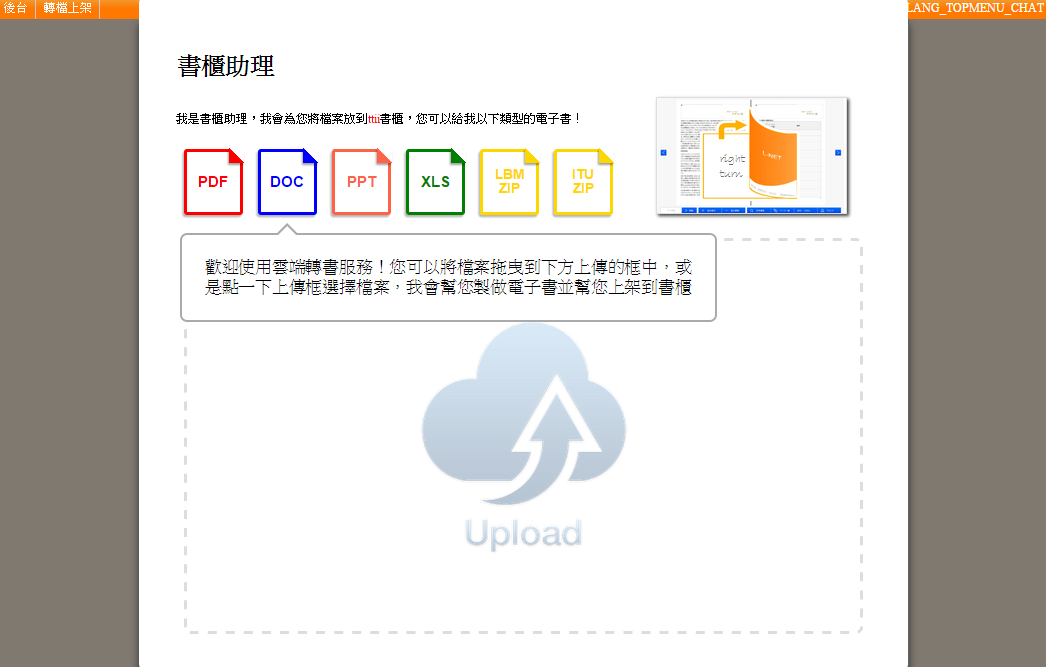 後台 轉檔上架 LANG_TOPMENU_CHAT
書櫃助理
我是書櫃助理，我會為您將檔案放到ttii書櫃，您可以給我以下類型的電子書！
PDF DOC PPT XLS LBM ZIP ITU ZIP
right
turn
L-NET
歡迎使用雲端轉書服務！您可以將檔案拖曳到下方上傳的框中，或
是點一下上傳框選擇檔案，我會幫您製做電子書並幫您上架到書櫃
Upload